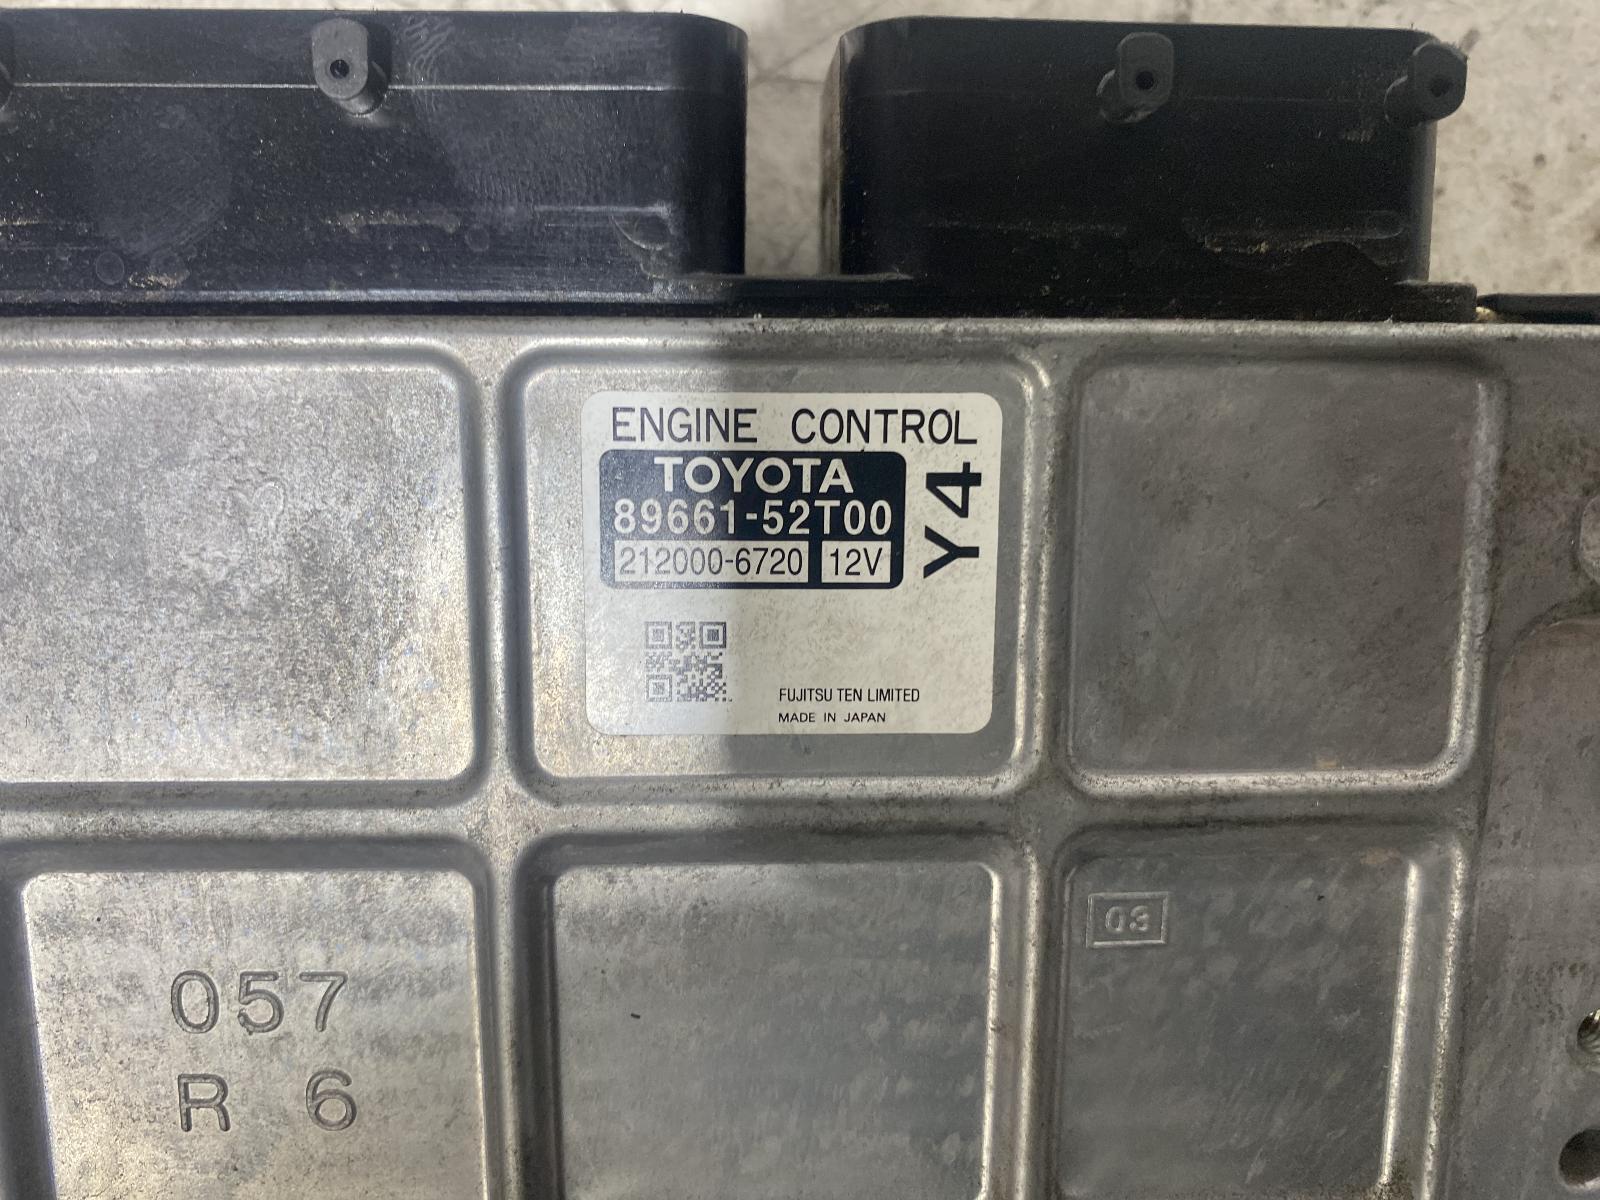 ENGINE CONTROL
TOYOTA
89661-52T00
212000-6720 12V
Y4
FUJITSU TEN LIMITED
MADE IN JAPAN
03
057
R 6